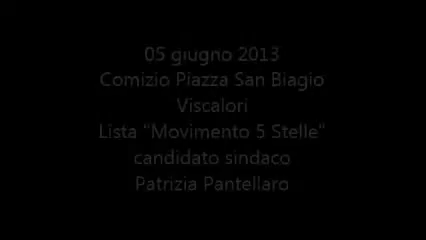 05 giugno 2013
Comizio Piazza San Biagio
Viscalori
Lista "Movimento 5 Stelle"
candidato sindaco
Patrizia Pantellaro